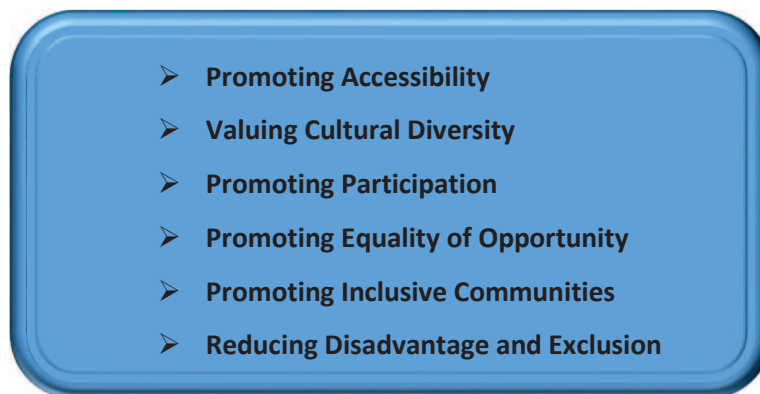 ➢ Promoting Accessibility
➢ Valuing Cultural Diversity
➢ Promoting Participation
➢ Promoting Equality of Opportunity
➢ Promoting Inclusive Communities
➢ Reducing Disadvantage and Exclusion